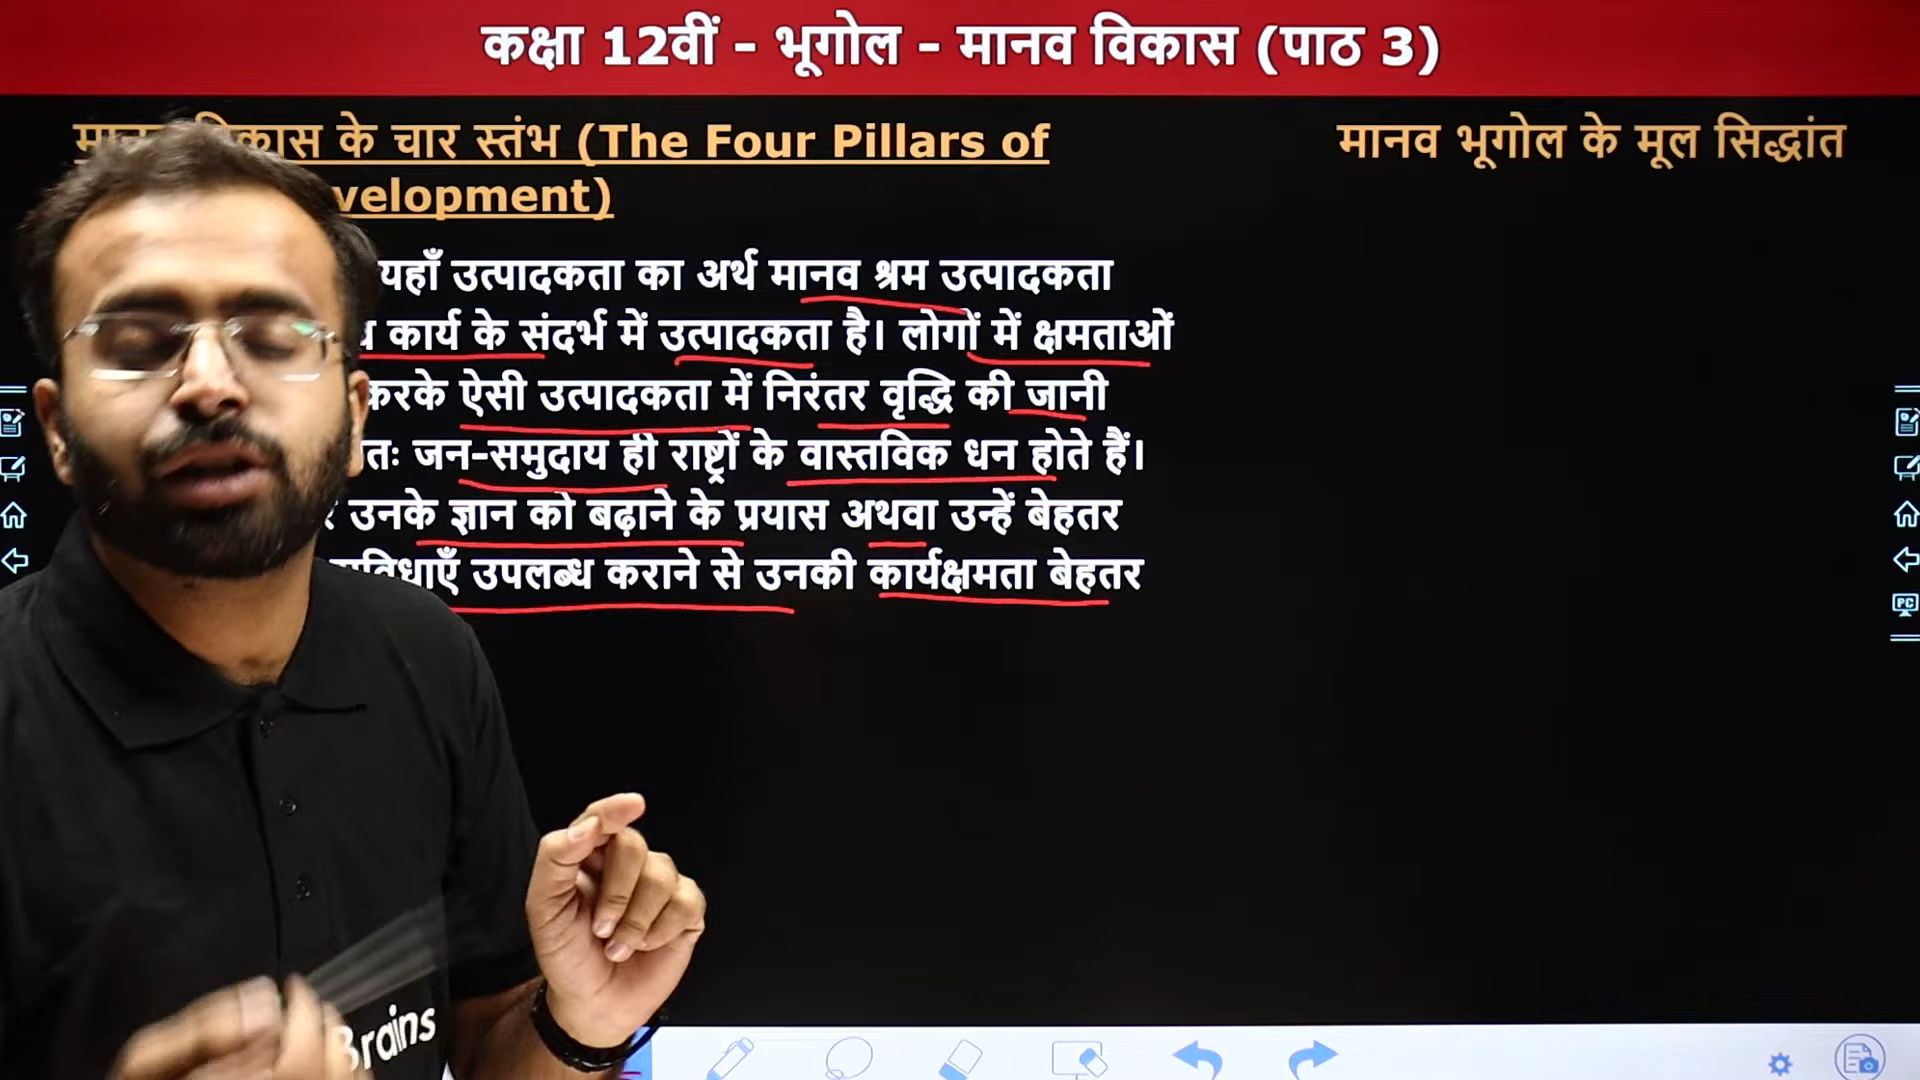 कक्षा 12वीं - भूगोल - मानव विकास (पाठ 3)
के चार स्तंभ (The Four Pillars of
मानव भूगोल के मूल सिद्धांत
यहाँ उत्पादकता का अर्थ मानव श्रम उत्पादकता
कार्य के संदर्भ में उत्पादकता है। लोगों में क्षमताओं
करके ऐसी उत्पादकता में निरंतर वृद्धि की जानी
जन-समुदाय ही राष्ट्रों के वास्तविक धन होते हैं।
उनके ज्ञान को बढ़ाने के प्रयास अथवा उन्हें बेहतर
उपलब्ध कराने से उनकी कार्यक्षमता बेहतर
Brains
PC